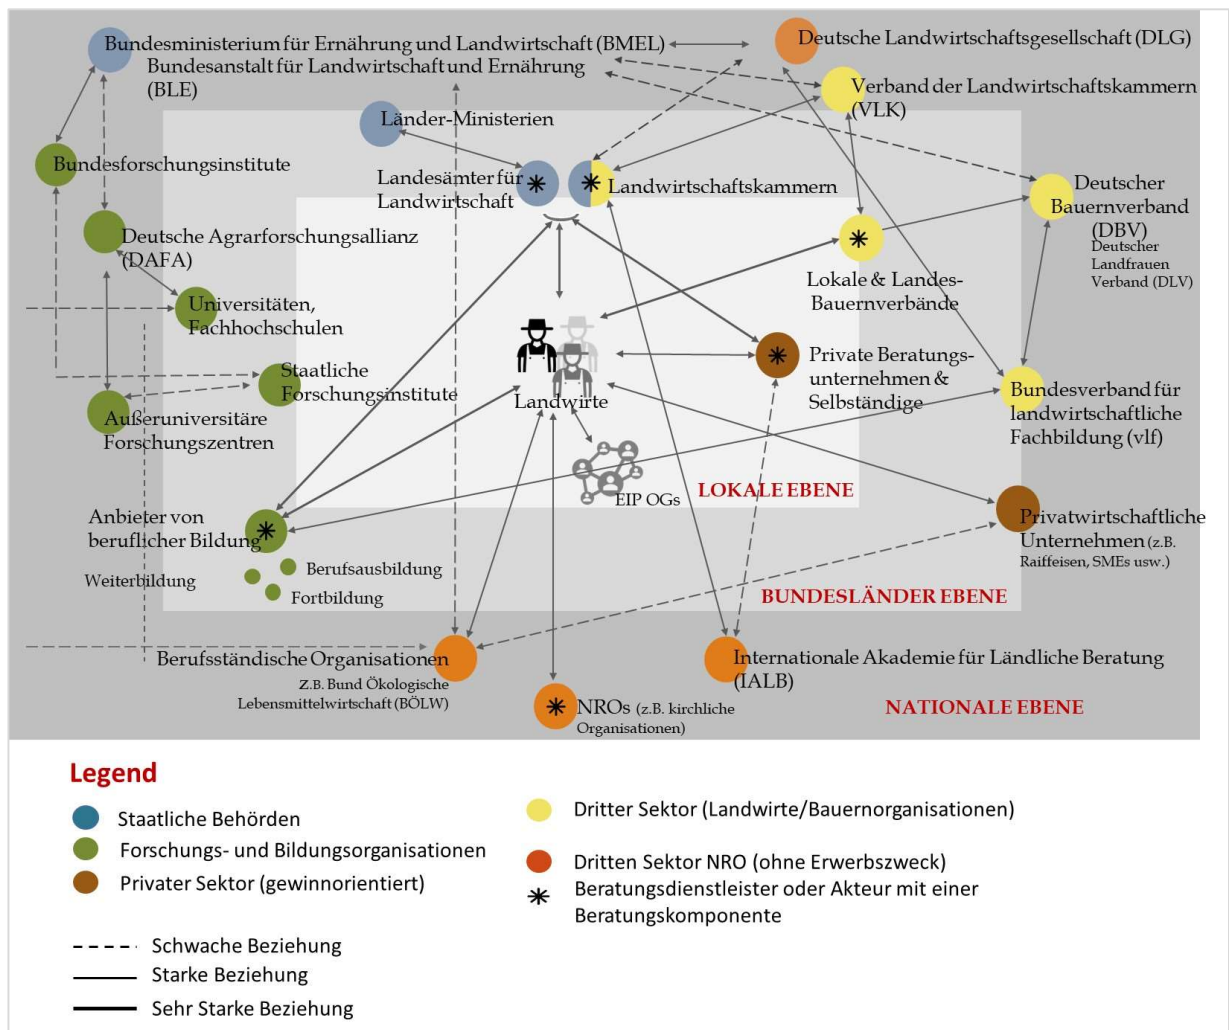 Bundesministerium für Ernährung und Landwirtschaft (BMEL)
Bundesanstalt für Landwirtschaft und Ernährung
(BLE)
Deutsche Landwirtschaftsgesellschaft (DLG)
Verband der Landwirtschaftskammern
(VLK)
Länder-Ministerien
Bundesforschungsinstitute
Landesämter für
Landwirtschaft
Landwirtschaftskammern
Deutscher
Bauernverband
(DBV)
Deutscher
Landfrauen
Verband (DLV)
Deutsche Agrarforschungsallianz
(DAFA)
Lokale & Landes-
Bauernverbände
Universitäten,
Fachhochschulen
Staatliche
Forschungsinstitute
Landwirte
Private Beratungs-
unternehmen &
Selbständige
Bundesverband für
landwirtschaftliche
Fachbildung (vlf)
Außeruniversitäre
Forschungszentren
EIP OGs
LOKALE EBENE
Anbieter von
beruflicher Bildung
Privatwirtschaftliche
Unternehmen (z.B.
Raiffeisen, SMEs usw.)
Weiterbildung
Berufsausbildung
Fortbildung
BUNDESLÄNDER EBENE
Berufsständische Organisationen
Z.B. Bund Ökologische
Lebensmittelwirtschaft (BÖLW)
Internationale Akademie für Ländliche Beratung
(IALB)
NROs (z.B. kirchliche
Organisationen)
NATIONALE EBENE
Legend
Staatliche Behörden
Forschungs- und Bildungsorganisationen
Privater Sektor (gewinnorientiert)
Dritter Sektor (Landwirte/Bauernorganisationen)
Dritten Sektor NRO (ohne Erwerbszweck)
Beratungsdienstleister oder Akteur mit einer
Beratungskomponente
Schwache Beziehung
Starke Beziehung
Sehr Starke Beziehung